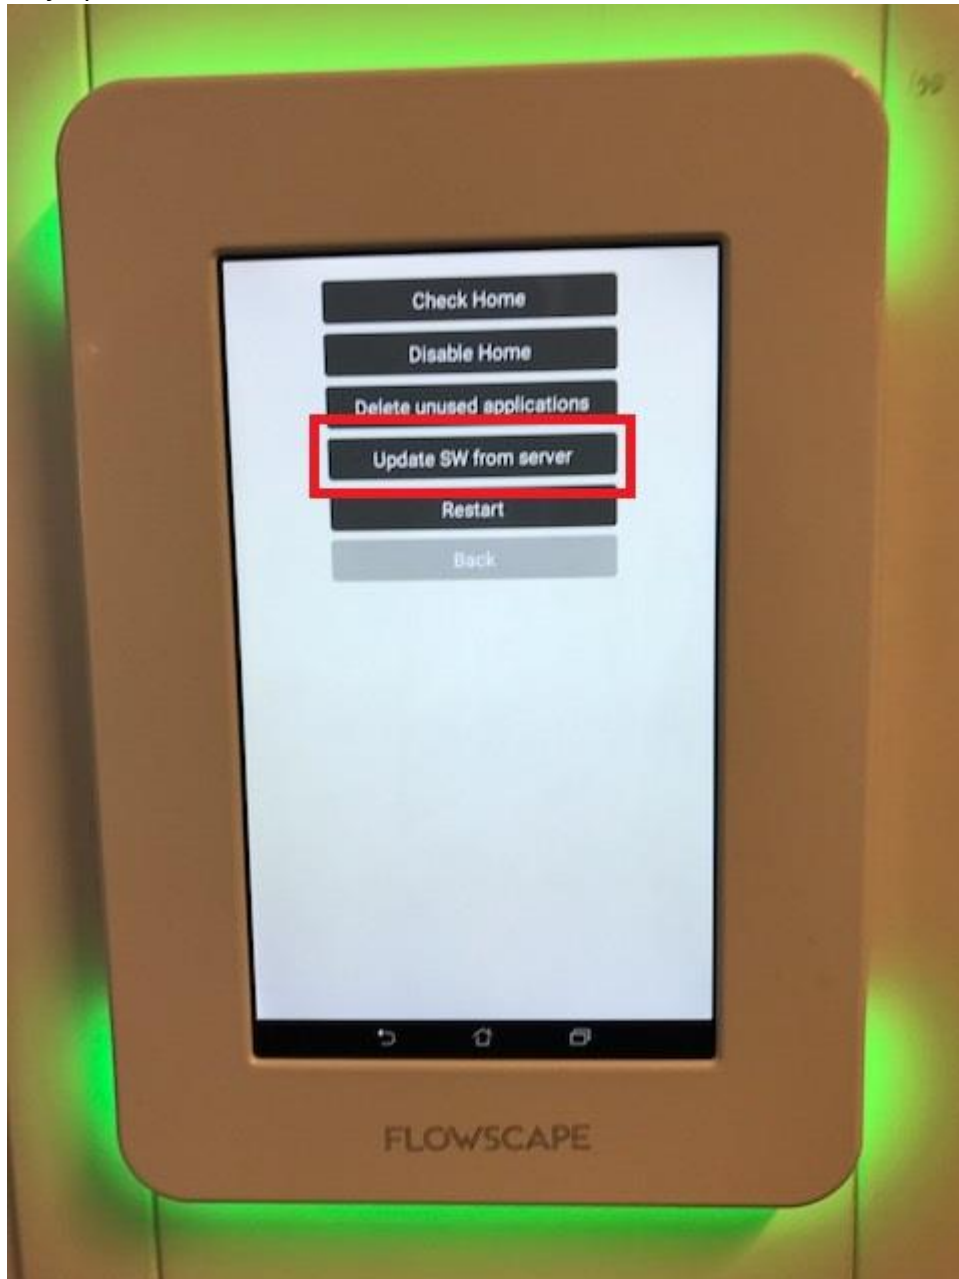 Check Home
Disable Home
Delete unused applications
Update SW from server
Restart
Back
FLOWSCAPE